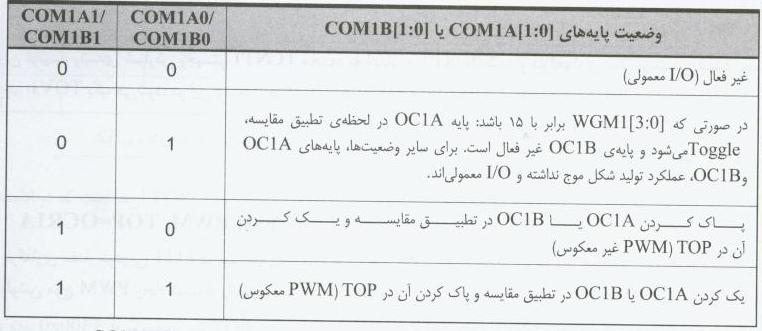 COM1A1/ COM1A0/ وضعیت پایه‌های COM1A[1:0] یا COM1B[1:0]
COM1B1 COM1B0
0 0 غیر فعال (I/O معمولی)
در صورتی که WGM1[3:0] برابر با ۱۵ باشد: پایه OC1A در لحظه‌ی تطبیق مقایسه،
0 1 Toggleمی‌شود و پایه‌ی OC1B غیر فعال است. برای سایر وضعیت‌ها، پایه‌های OC1A
وOC1B، عملکرد تولید شکل موج نداشته و I/O معمولی‌اند.
1 0 پاک کردن OC1A یا OC1B در تطبیق مقایسه و یک کردن
آن در TOP (PWM غیر معکوس)
1 1 یک کردن OC1A یا OC1B در تطبیق مقایسه و پاک کردن آن در TOP (PWM معکوس)